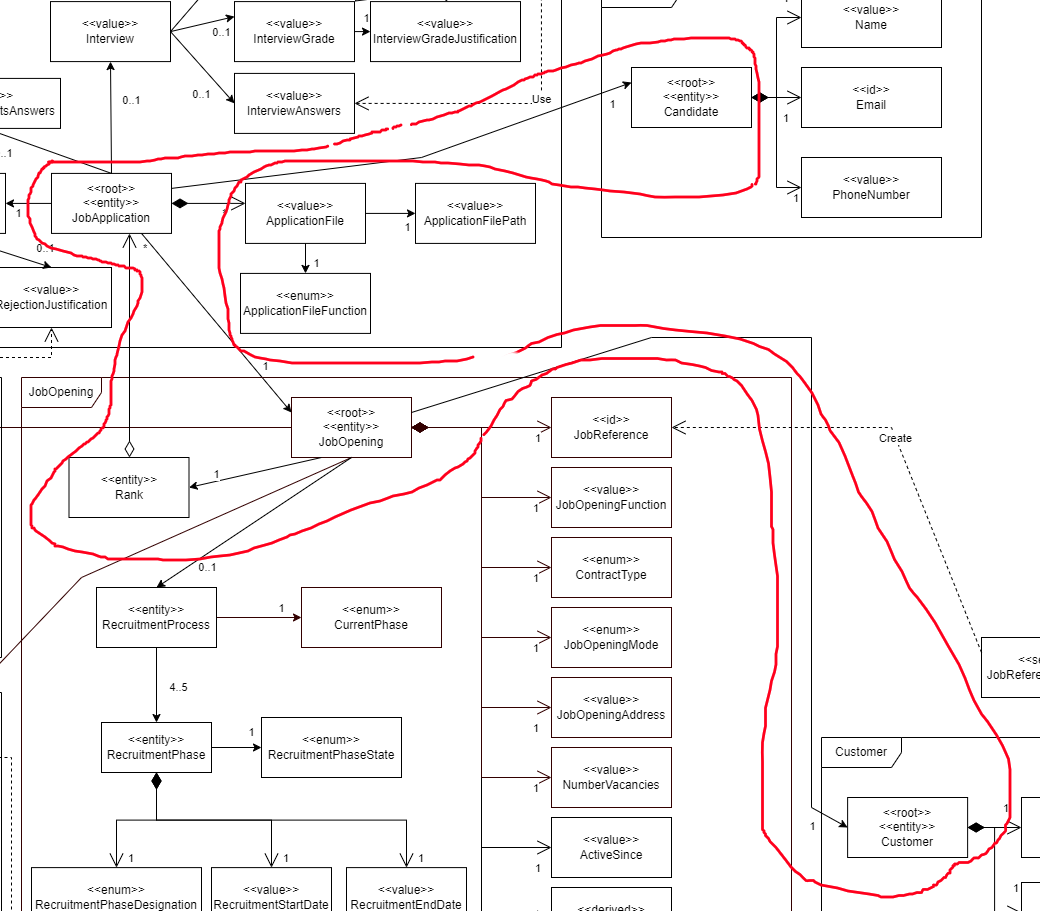 <<value>>
Interview
0..1
<<value>>
InterviewGrade
1
<<value>>
InterviewGradeJustification
<<value>>
Name
>>
tsAnswers
0..1
0..1
<<value>>
InterviewAnswers
Use
1
<<root>>
<<entity>>
Candidate
1
<<id>>
Email
..1
1
<<root>>
<<entity>>
JobApplication
<<value>>
ApplicationFile
1
<<value>>
ApplicationFilePath
1
<<value>>
PhoneNumber
0..1
*
1
<<value>>
RejectionJustification
<<enum>>
ApplicationFileFunction
1
JobOpening
<<root>>
<<entity>>
JobOpening
1
<<id>>
JobReference
Create
<<entity>>
Rank
1
1
<<value>>
JobOpeningFunction
0..1
1
<<enum>>
ContractType
<<entity>>
RecruitmentProcess
1
<<enum>>
CurrentPhase
1
<<enum>>
JobOpeningMode
<<se
JobRefere
4..5
1
<<value>>
JobOpeningAddress
<<entity>>
RecruitmentPhase
1
<<enum>>
RecruitmentPhaseState
1
<<value>>
NumberVacancies
Customer
1
<<root>>
<<entity>>
Customer
1
1
<<value>>
ActiveSince
1
1
1
1
<<enum>>
RecruitmentPhaseDesignation
<<value>>
RecruitmentStartDate
<<value>>
RecruitmentEndDate
<<derived>>
1